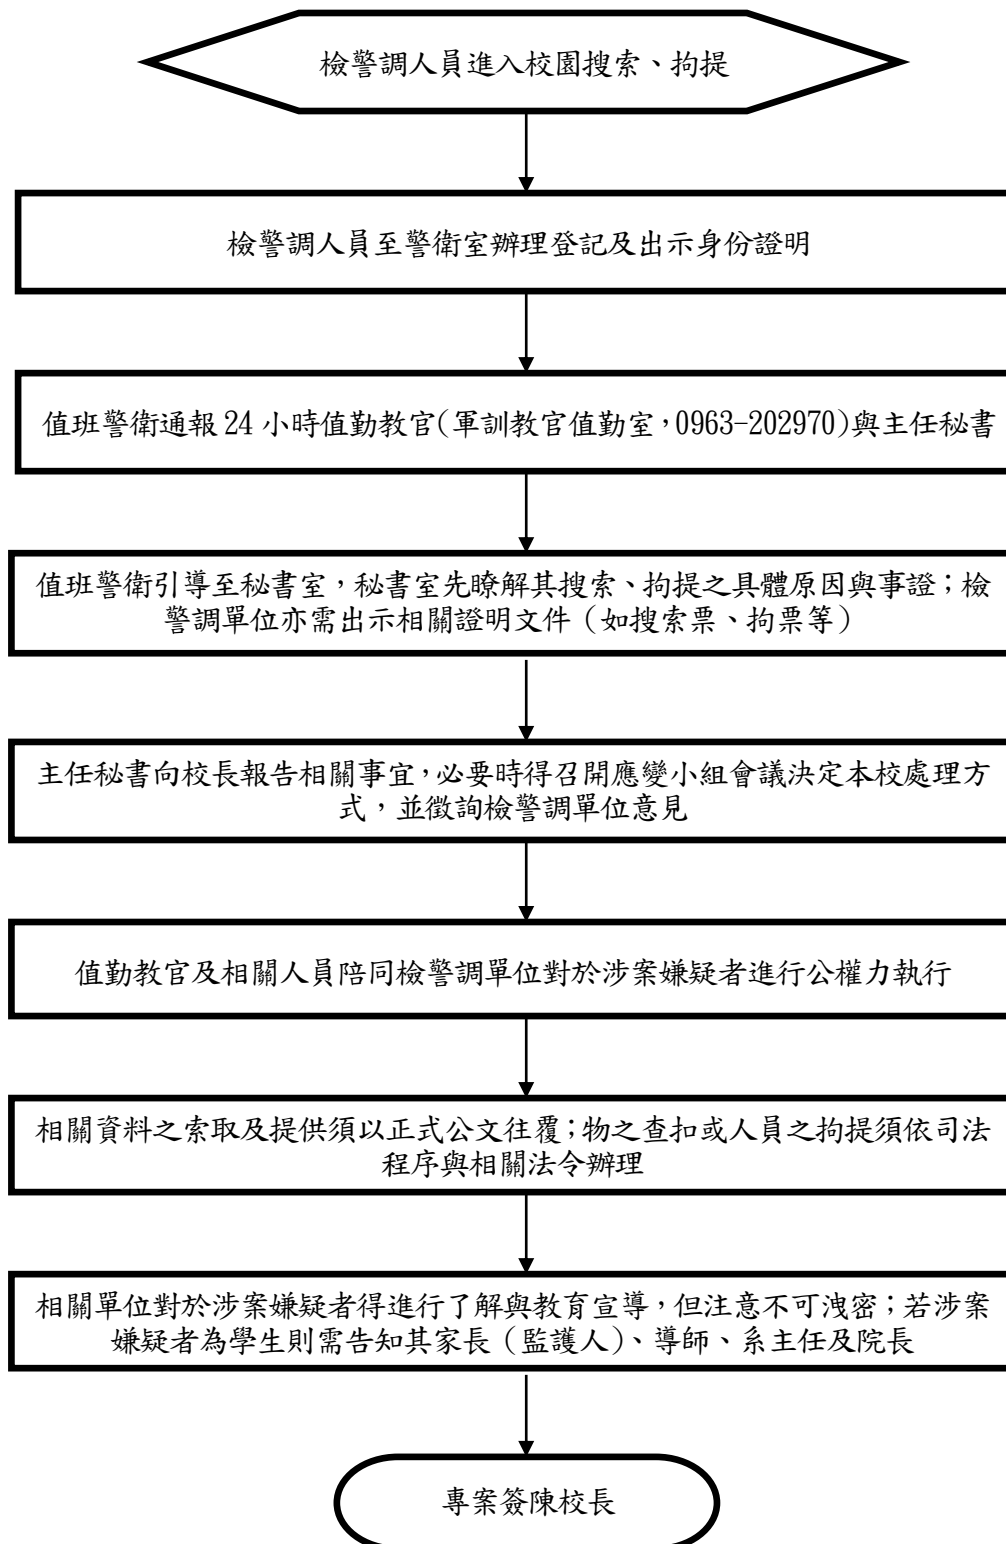 檢警調人員進入校園搜索、拘提
檢警調人員至警衛室辦理登記及出示身份證明
值班警衛通報 24 小時值勤教官(軍訓教官值勤室，0963-202970)與主任秘書
值班警衛引導至秘書室，秘書室先瞭解其搜索、拘提之具體原因與事證；檢
警調單位亦需出示相關證明文件（如搜索票、拘票等）
主任秘書向校長報告相關事宜，必要時得召開應變小組會議決定本校處理方
式，並徵詢檢警調單位意見
值勤教官及相關人員陪同檢警調單位對於涉案嫌疑者進行公權力執行
相關資料之索取及提供須以正式公文往覆；物之查扣或人員之拘提須依司法
程序與相關法令辦理
相關單位對於涉案嫌疑者得進行了解與教育宣導，但注意不可洩密；若涉案
嫌疑者為學生則需告知其家長（監護人）、導師、系主任及院長
專案簽陳校長